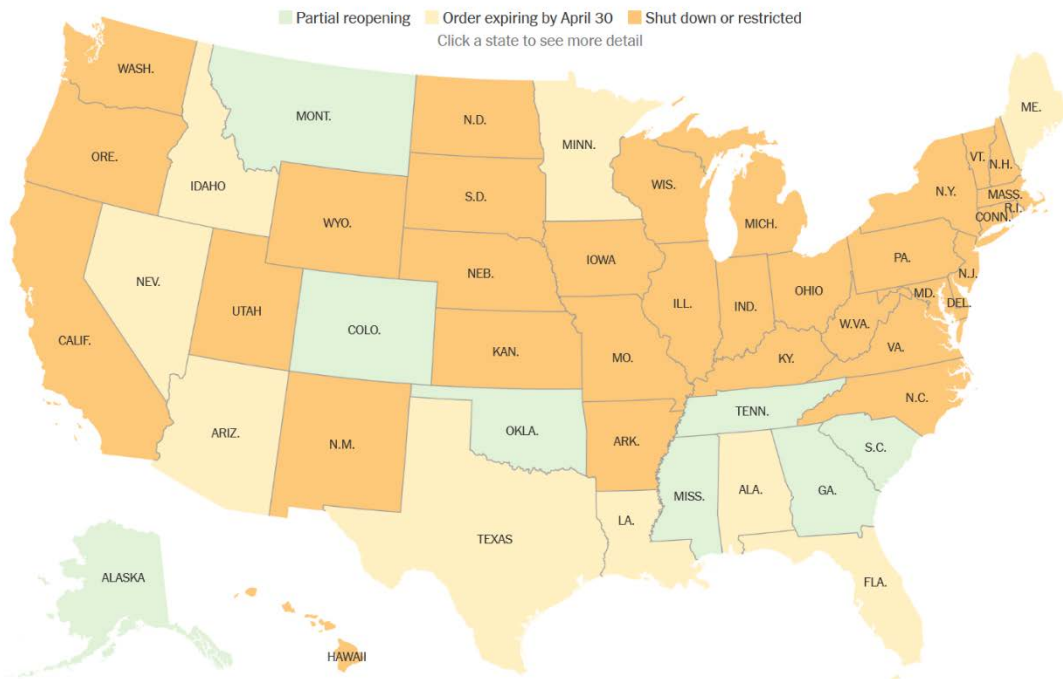 Partial reopening Order expiring by April 30 Shut down or restricted
Click a state to see more detail
WASH.
MONT.
N.D.
MINN.
ME.
ORE.
IDAHO
WYO.
S.D.
WIS.
MICH.
N.Y.
VT.
N.H.
MASS.
R.I.
CONN.
NEV.
UTAH
COLO.
NEB.
IOWA
ILL.
IND.
OHIO
PA.
N.J.
MD.
DEL.
CALIF.
KAN.
MO.
KY.
W.VA.
VA.
ARIZ.
N.M.
OKLA.
ARK.
TENN.
N.C.
S.C.
TEXAS
LA.
MISS.
ALA.
GA.
FLA.
ALASKA
HAWAII